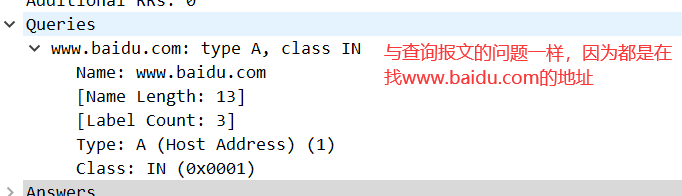 Additional RRs: 0
Queries
www.baidu.com: type A, class IN
与查询报文的问题一样，因为都是在
找www.baidu.com的地址
Name: www.baidu.com
[Name Length: 13]
[Label Count: 3]
Type: A (Host Address) (1)
Class: IN (0x0001)
Answers